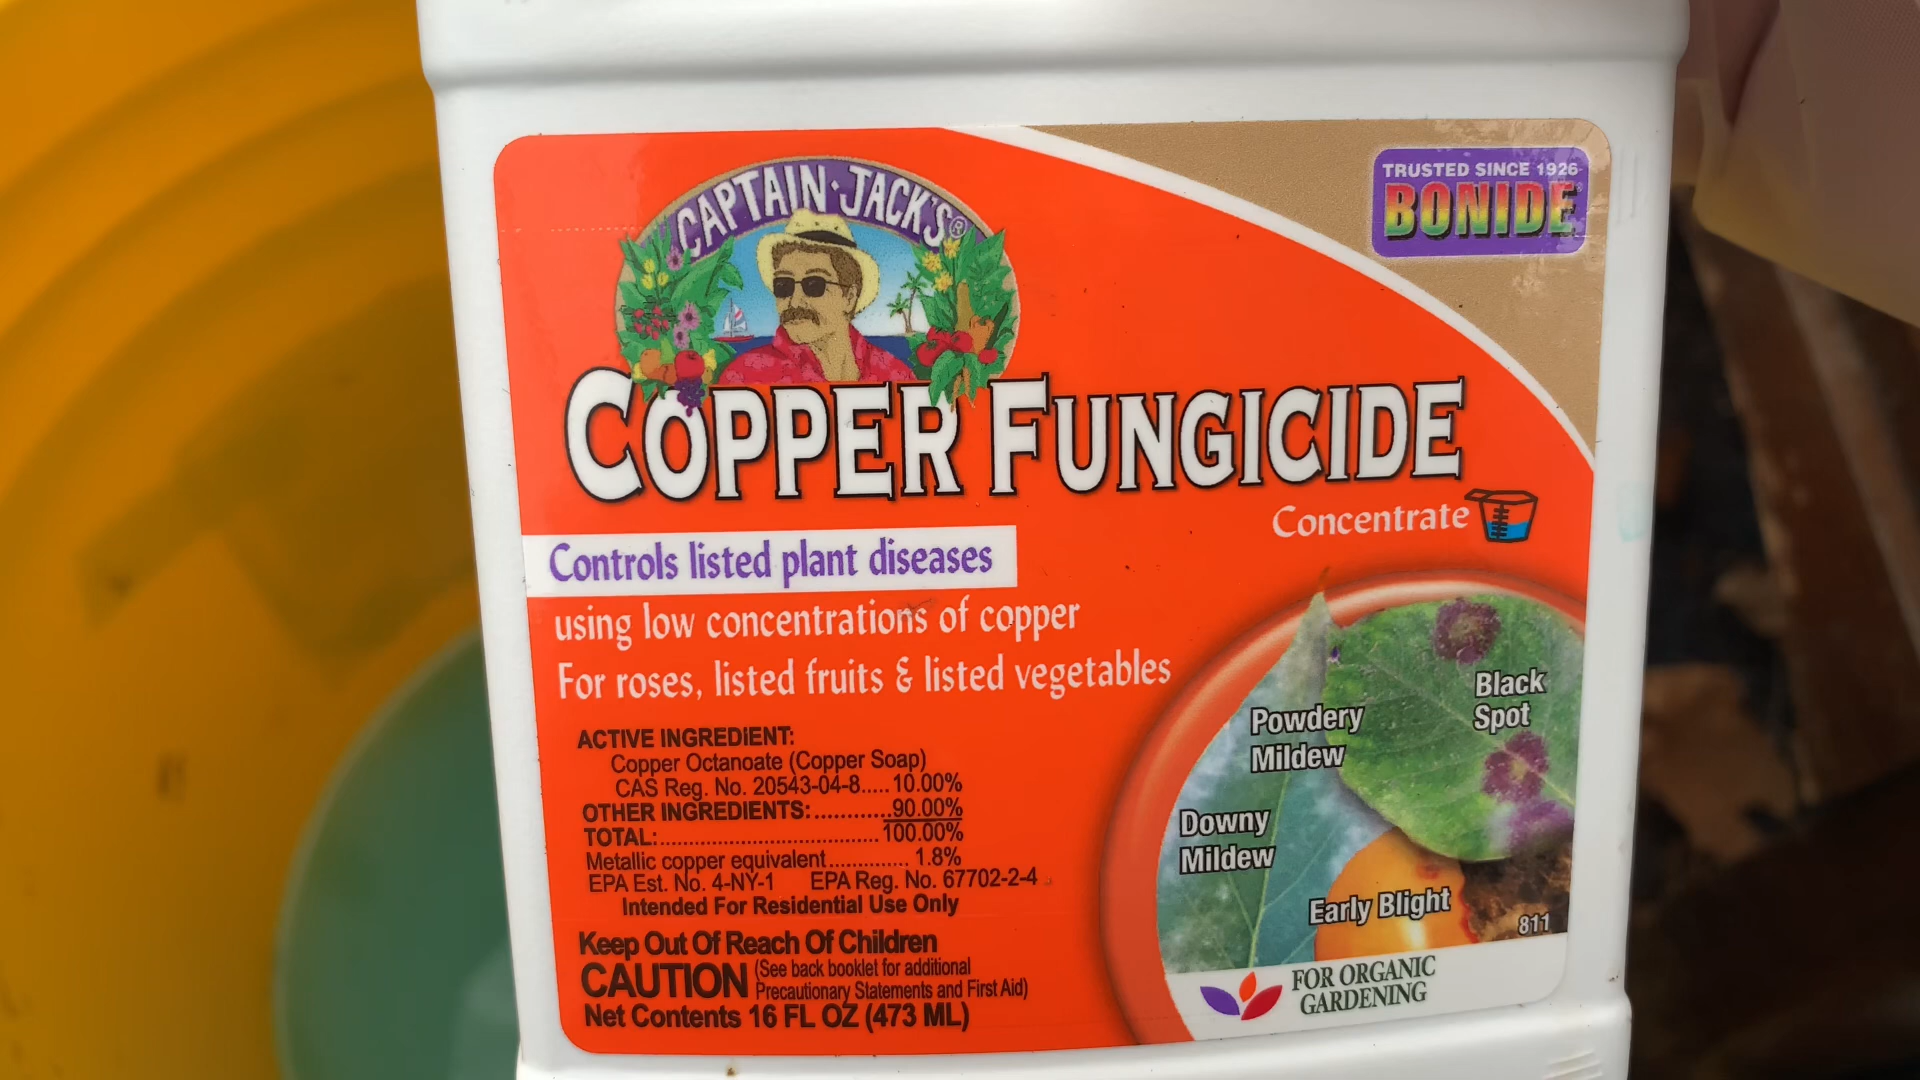 CAPTAIN·JACK'S®
TRUSTED SINCE 1926
BONIDE®
COPPER FUNGICIDE
Concentrate
Controls listed plant diseases
using low concentrations of copper
For roses, listed fruits & listed vegetables
ACTIVE INGREDIENT:
Copper Octanoate (Copper Soap)
CAS Reg. No. 20543-04-8..... 10.00%
OTHER INGREDIENTS:.............90.00%
TOTAL:................................... 100.00%
Metallic copper equivalent.............. 1.8%
EPA Est. No. 4-NY-1 EPA Reg. No. 67702-2-4
Intended For Residential Use Only
Keep Out Of Reach Of Children
CAUTION (See back booklet for additional
Precautionary Statements and First Aid)
Net Contents 16 FL OZ (473 ML)
Black
Spot
Powdery
Mildew
Downy
Mildew
Early Blight
811
FOR ORGANIC
GARDENING